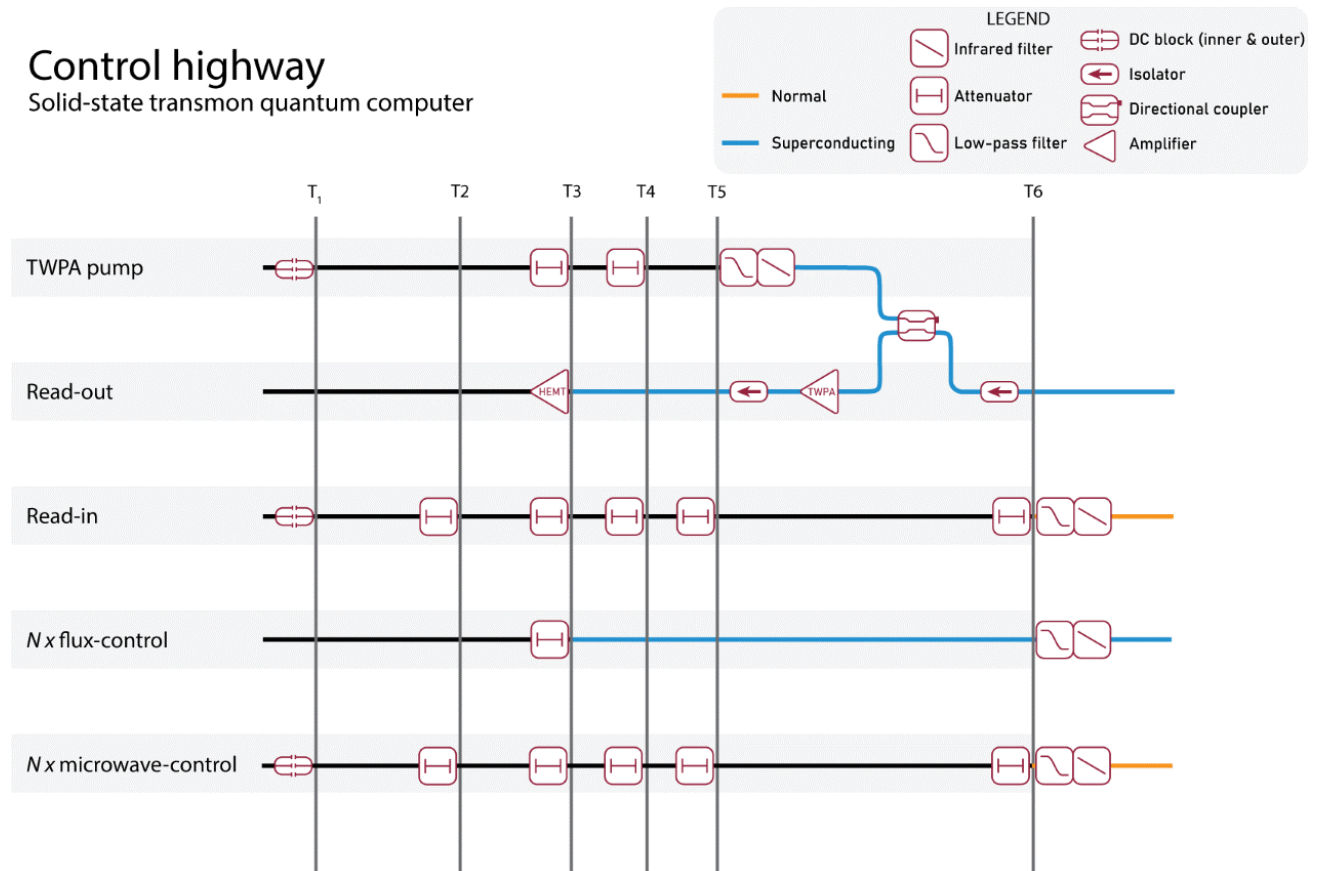 Control highway
Solid-state transmon quantum computer
LEGEND
Normal
Superconducting
Infrared filter
Attenuator
Low-pass filter
DC block (inner & outer)
Isolator
Directional coupler
Amplifier
T1 T2 T3 T4 T5 T6
TWPA pump
Read-out
HEMT
TWPA
Read-in
N x flux-control
N x microwave-control